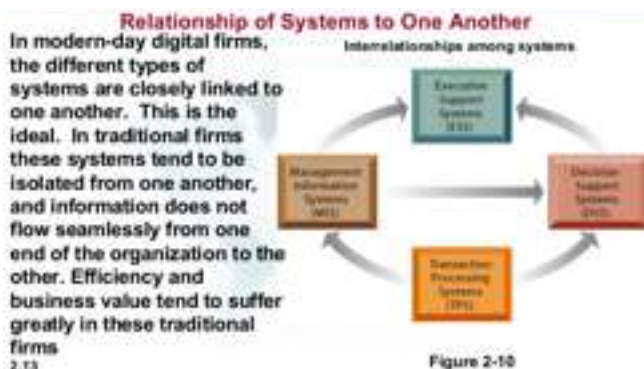 Relationship of Systems to One Another
In modern-day digital firms,
the different types of
systems are closely linked to
one another. This is the
ideal. In traditional firms
these systems tend to be
isolated from one another,
and information does not
flow seamlessly from one
end of the organization to the
other. Efficiency and
business value tend to suffer
greatly in these traditional
firms
2.13
Interrelationships among systems
Executive
Support
Systems
(ESS)
Management
Information
Systems
(MIS)
Decision
Support
Systems
(DSS)
Transaction
Processing
Systems
(TPS)
Figure 2-10